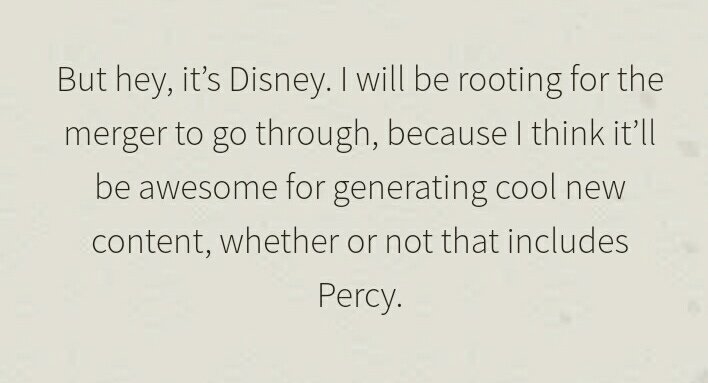 But hey, it’s Disney. I will be rooting for the
merger to go through, because I think it’ll
be awesome for generating cool new
content, whether or not that includes
Percy.